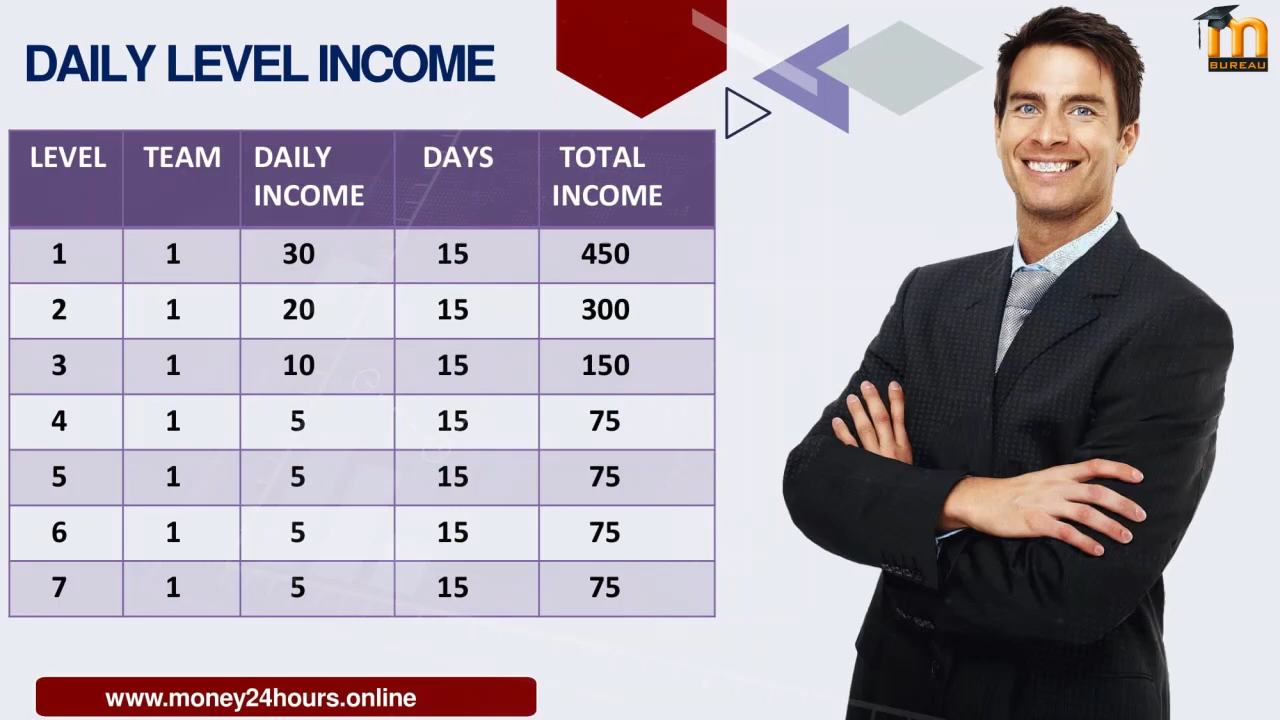 DAILY LEVEL INCOME
m
BUREAU
LEVEL TEAM DAILY INCOME DAYS TOTAL INCOME
1 1 30 15 450
2 1 20 15 300
3 1 10 15 150
4 1 5 15 75
5 1 5 15 75
6 1 5 15 75
7 1 5 15 75
www.money24hours.online